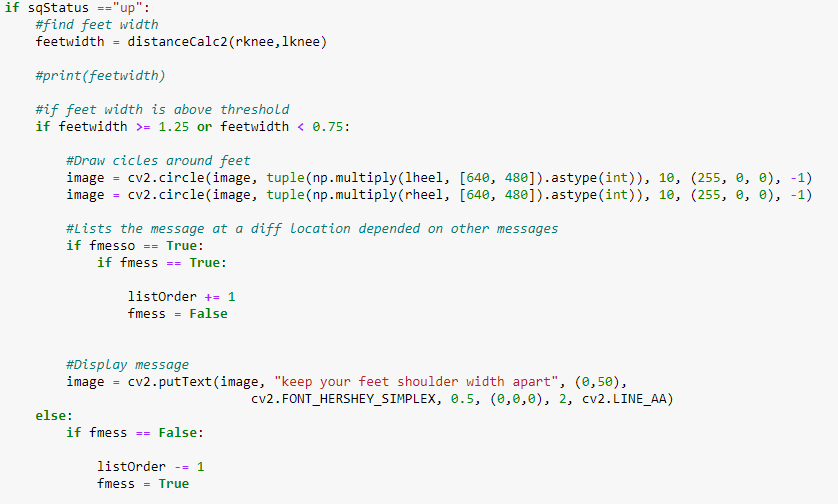 if sqStatus =="up":
    #find feet width
    feetwidth = distanceCalc2(rknee,lknee)

    #print(feetwidth)

    #if feet width is above threshold
    if feetwidth >= 1.25 or feetwidth < 0.75:

        #Draw cicles around feet
        image = cv2.circle(image, tuple(np.multiply(lheel, [640, 480]).astype(int)), 10, (255, 0, 0), -1)
        image = cv2.circle(image, tuple(np.multiply(rheel, [640, 480]).astype(int)), 10, (255, 0, 0), -1)

        #Lists the message at a diff location depended on other messages
        if fmesso == True:
            if fmess == True:

                listOrder += 1
                fmess = False


        #Display message
        image = cv2.putText(image, "keep your feet shoulder width apart", (0,50),
                                cv2.FONT_HERSHEY_SIMPLEX, 0.5, (0,0,0), 2, cv2.LINE_AA)
    else:
        if fmess == False:

            listOrder -= 1
            fmess = True